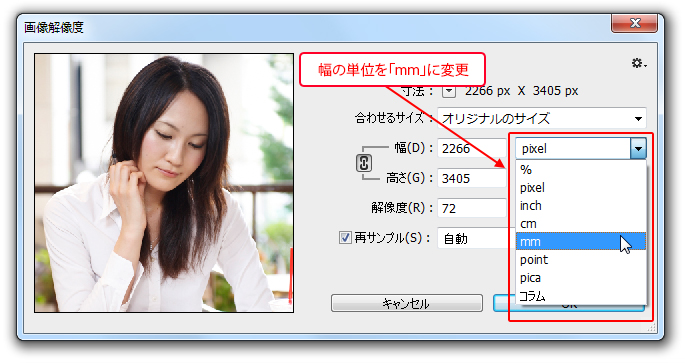 画像解像度
幅の単位を「mm」に変更
寸法： 2266 px X 3405 px
合わせるサイズ： オリジナルのサイズ
幅(D)： 2266 pixel
%
高さ(G)： 3405
pixel
inch
解像度(R)： 72
cm
再サンプル(S)： 自動
mm
point
pica
キャンセル
コラム
OK